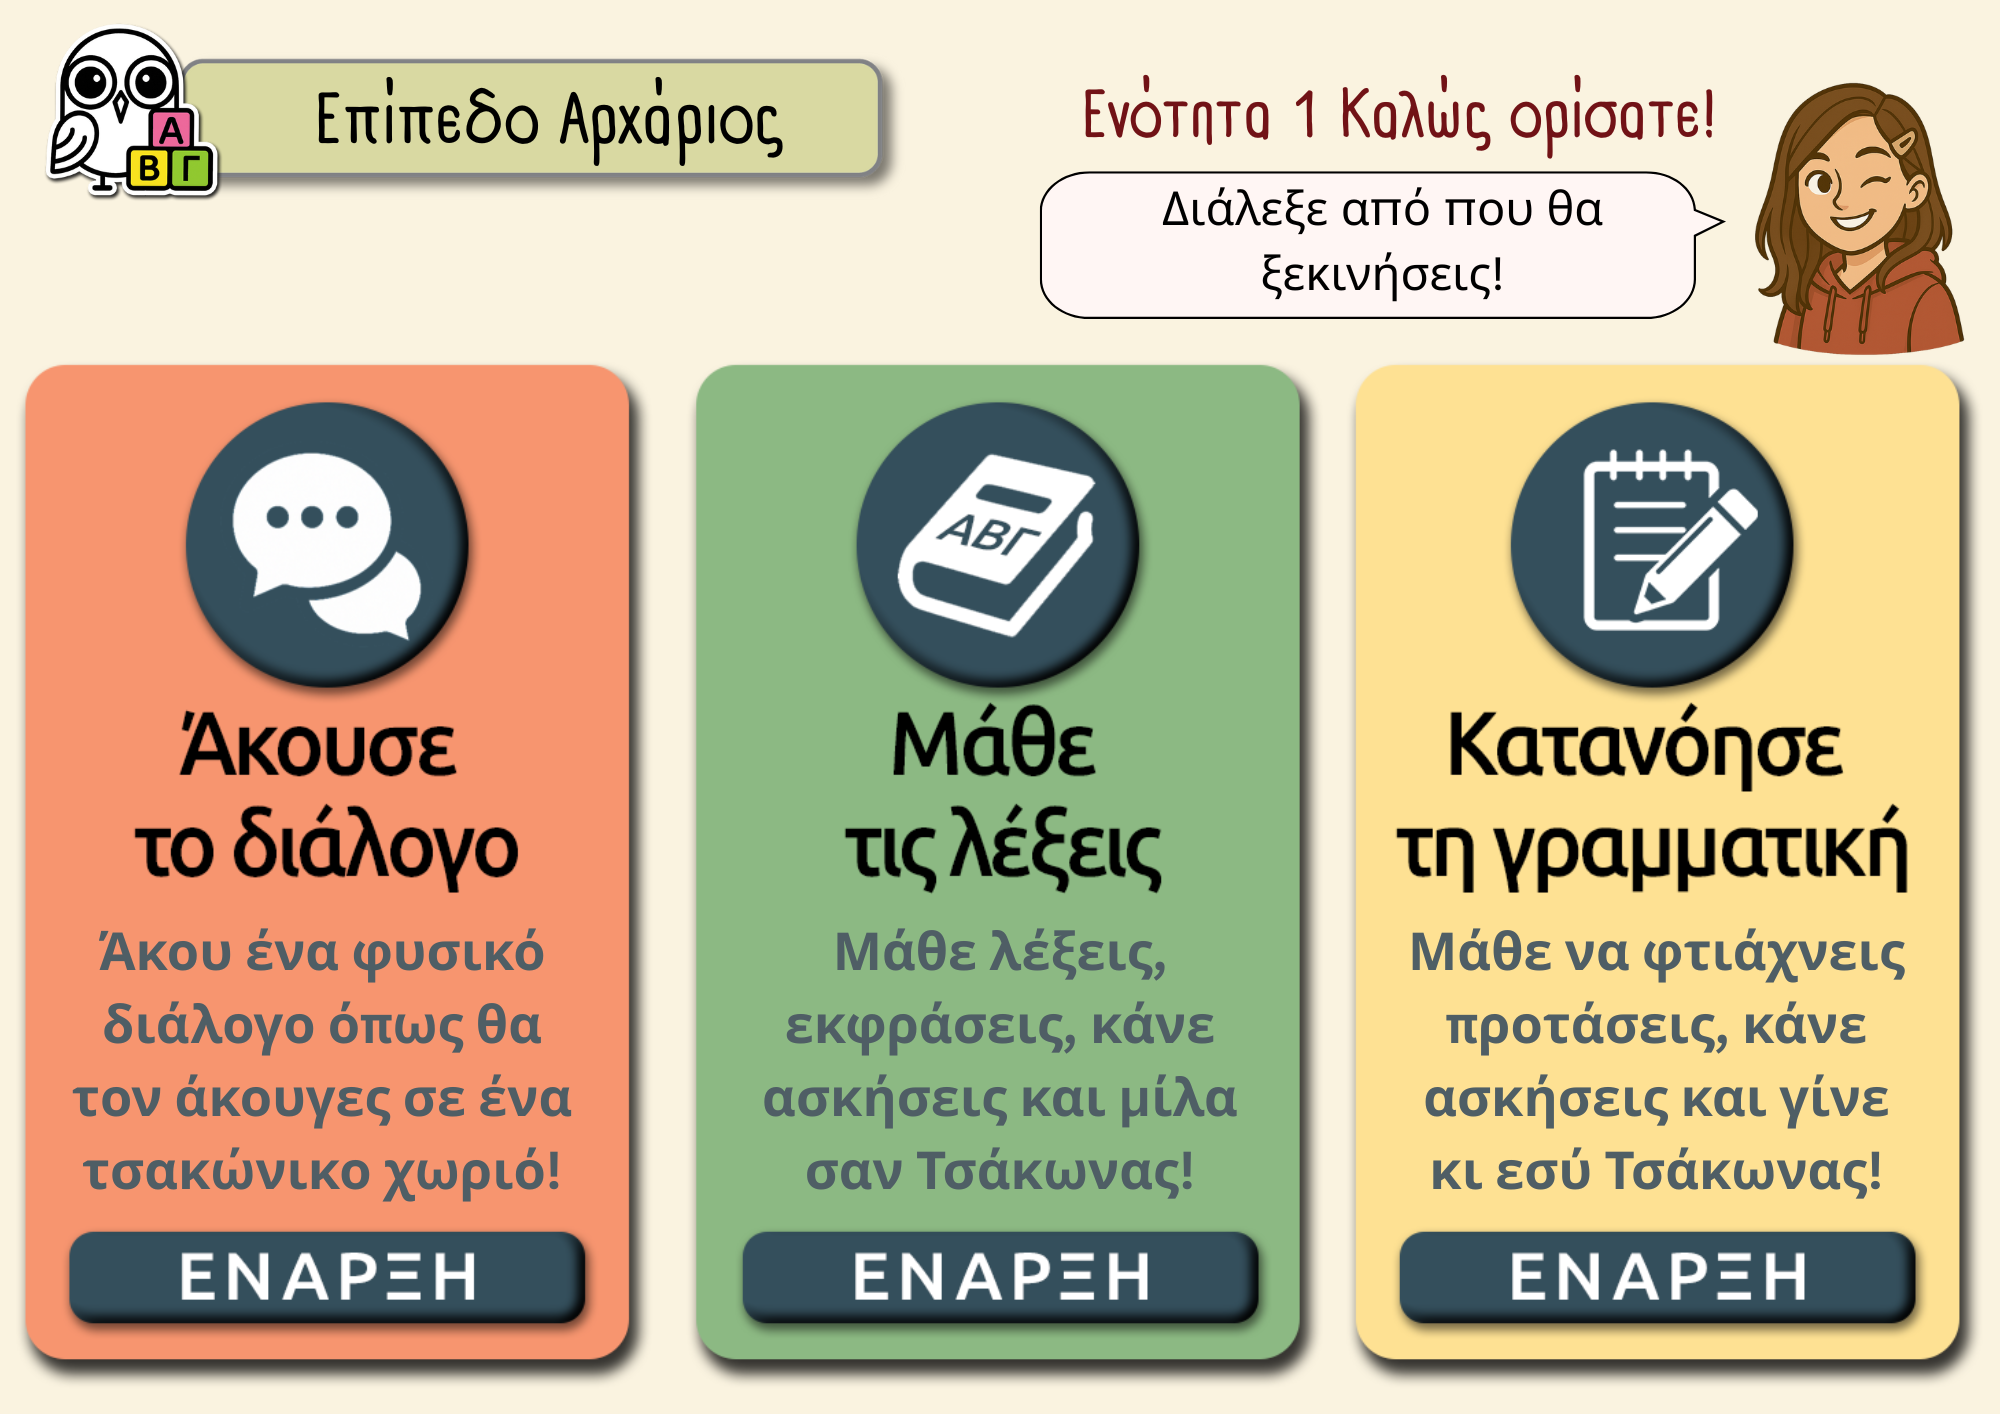 Α
Β Γ
Επίπεδο Αρχάριος
Ενότητα 1 Καλώς ορίσατε!
Διάλεξε από που θα
ξεκινήσεις!
Άκουσε
το διάλογο
Άκου ένα φυσικό
διάλογο όπως θα
τον άκουγες σε ένα
τσακώνικο χωριό!
ΕΝΑΡΞΗ
ΑΒΓ
Μάθε
τις λέξεις
Μάθε λέξεις,
εκφράσεις, κάνε
ασκήσεις και μίλα
σαν Τσάκωνας!
ΕΝΑΡΞΗ
Κατανόησε
τη γραμματική
Μάθε να φτιάχνεις
προτάσεις, κάνε
ασκήσεις και γίνε
κι εσύ Τσάκωνας!
ΕΝΑΡΞΗ